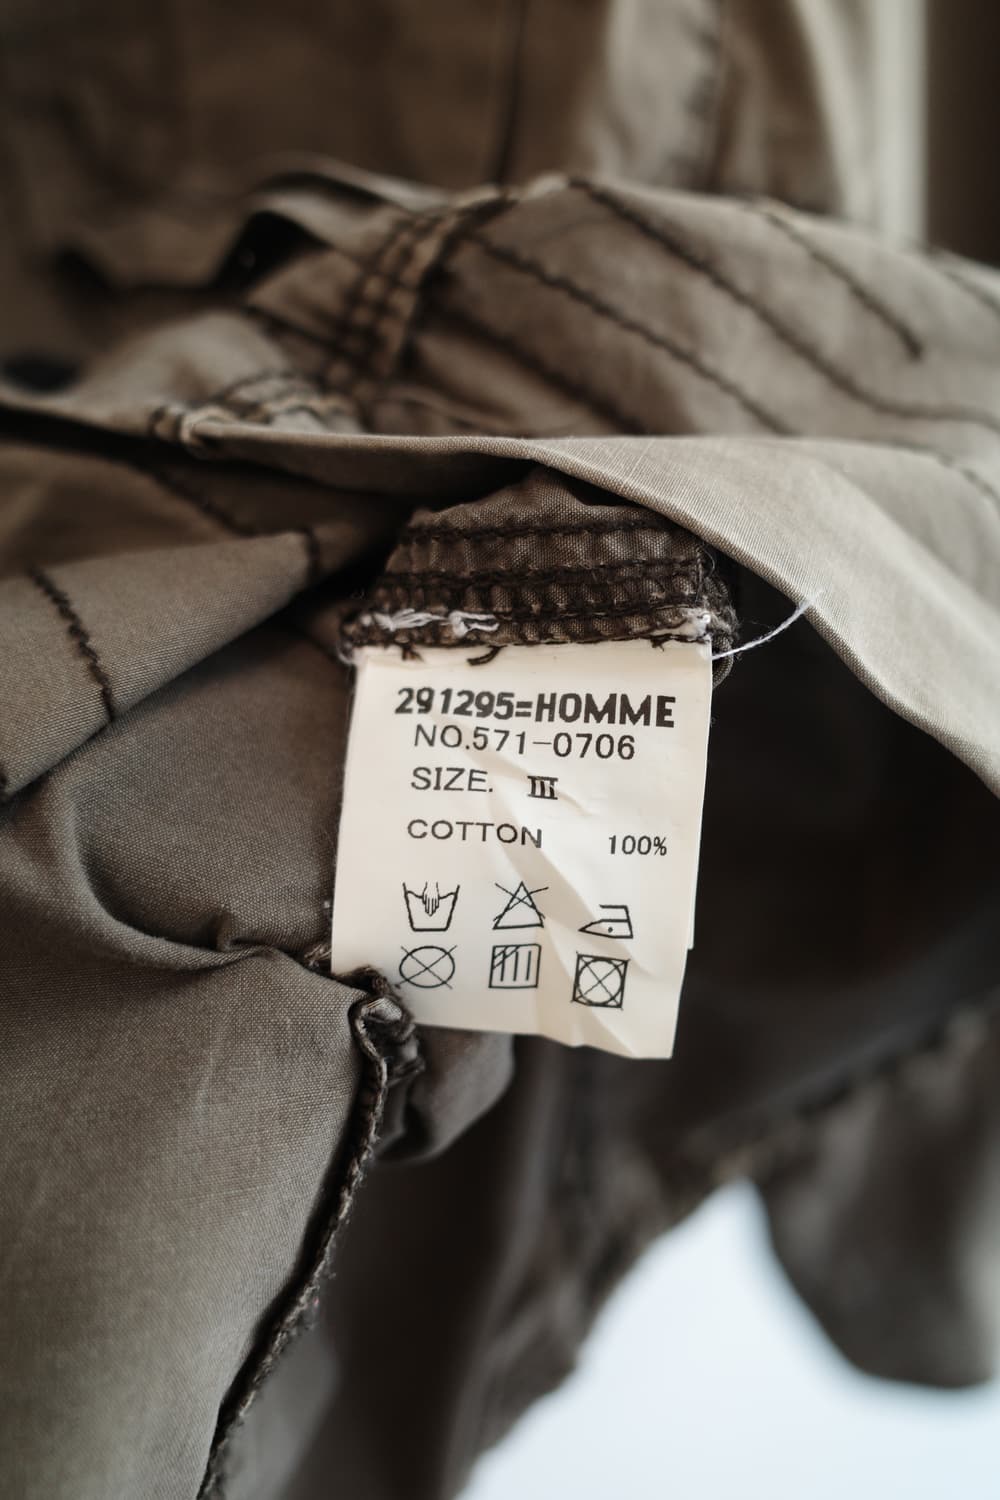 291295=HOMME
NO.571-0706
SIZE. III
COTTON 100%